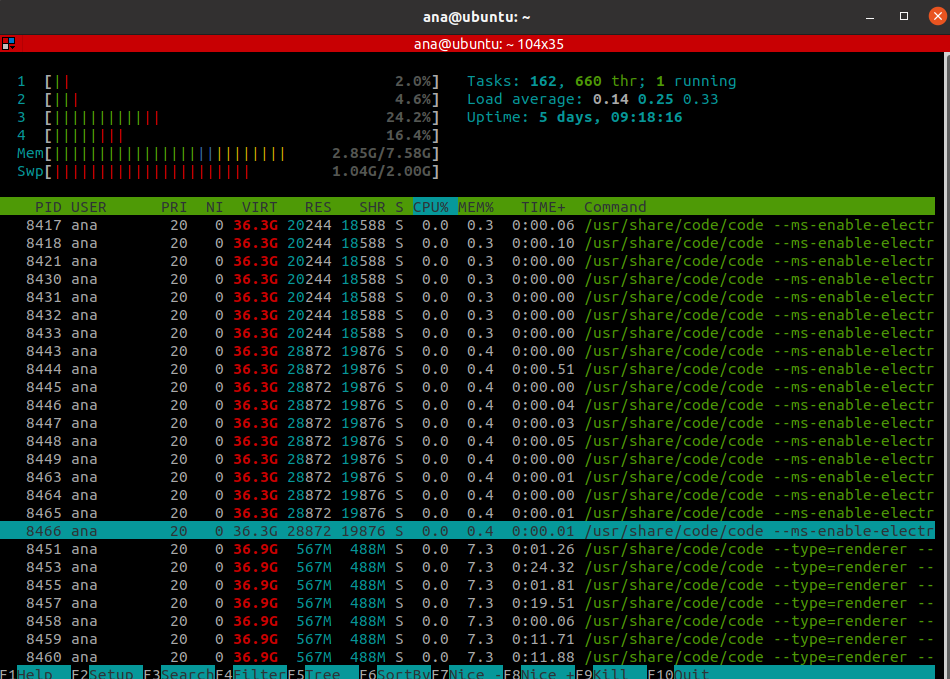 ana@ubuntu: ~
ana@ubuntu: ~ 104x35
1 [||| 2.0%] Tasks: 162, 660 thr; 1 running
2 [||| 4.6%] Load average: 0.14 0.25 0.33
3 [|||||||||||| 24.2%] Uptime: 5 days, 09:18:16
4 [|||||||| 16.4%]
Mem[|||||||||||||||||||||||||| 2.85G/7.58G]
Swp[|||||||||||||||||||||| 1.04G/2.00G]
PID USER PRI NI VIRT RES SHR S CPU% MEM% TIME+ Command
8417 ana 20 0 36.3G 20244 18588 S 0.0 0.3 0:00.06 /usr/share/code/code --ms-enable-electr
8418 ana 20 0 36.3G 20244 18588 S 0.0 0.3 0:00.10 /usr/share/code/code --ms-enable-electr
8421 ana 20 0 36.3G 20244 18588 S 0.0 0.3 0:00.00 /usr/share/code/code --ms-enable-electr
8430 ana 20 0 36.3G 20244 18588 S 0.0 0.3 0:00.00 /usr/share/code/code --ms-enable-electr
8431 ana 20 0 36.3G 20244 18588 S 0.0 0.3 0:00.00 /usr/share/code/code --ms-enable-electr
8432 ana 20 0 36.3G 20244 18588 S 0.0 0.3 0:00.00 /usr/share/code/code --ms-enable-electr
8433 ana 20 0 36.3G 20244 18588 S 0.0 0.3 0:00.00 /usr/share/code/code --ms-enable-electr
8443 ana 20 0 36.3G 28872 19876 S 0.0 0.4 0:00.00 /usr/share/code/code --ms-enable-electr
8444 ana 20 0 36.3G 28872 19876 S 0.0 0.4 0:00.51 /usr/share/code/code --ms-enable-electr
8445 ana 20 0 36.3G 28872 19876 S 0.0 0.4 0:00.00 /usr/share/code/code --ms-enable-electr
8446 ana 20 0 36.3G 28872 19876 S 0.0 0.4 0:00.04 /usr/share/code/code --ms-enable-electr
8447 ana 20 0 36.3G 28872 19876 S 0.0 0.4 0:00.03 /usr/share/code/code --ms-enable-electr
8448 ana 20 0 36.3G 28872 19876 S 0.0 0.4 0:00.05 /usr/share/code/code --ms-enable-electr
8449 ana 20 0 36.3G 28872 19876 S 0.0 0.4 0:00.00 /usr/share/code/code --ms-enable-electr
8463 ana 20 0 36.3G 28872 19876 S 0.0 0.4 0:00.01 /usr/share/code/code --ms-enable-electr
8464 ana 20 0 36.3G 28872 19876 S 0.0 0.4 0:00.00 /usr/share/code/code --ms-enable-electr
8465 ana 20 0 36.3G 28872 19876 S 0.0 0.4 0:00.01 /usr/share/code/code --ms-enable-electr
8466 ana 20 0 36.3G 28872 19876 S 0.0 0.4 0:00.01 /usr/share/code/code --ms-enable-electr
8451 ana 20 0 36.9G 567M 488M S 0.0 7.3 0:01.26 /usr/share/code/code --type=renderer --
8453 ana 20 0 36.9G 567M 488M S 0.0 7.3 0:24.32 /usr/share/code/code --type=renderer --
8455 ana 20 0 36.9G 567M 488M S 0.0 7.3 0:01.81 /usr/share/code/code --type=renderer --
8457 ana 20 0 36.9G 567M 488M S 0.0 7.3 0:19.51 /usr/share/code/code --type=renderer --
8458 ana 20 0 36.9G 567M 488M S 0.0 7.3 0:00.06 /usr/share/code/code --type=renderer --
8459 ana 20 0 36.9G 567M 488M S 0.0 7.3 0:11.71 /usr/share/code/code --type=renderer --
8460 ana 20 0 36.9G 567M 488M S 0.0 7.3 0:11.88 /usr/share/code/code --type=renderer --
F1Help F2Setup F3SearchF4FilterF5Tree F6SortByF7Nice -F8Nice +F9Kill F10Quit